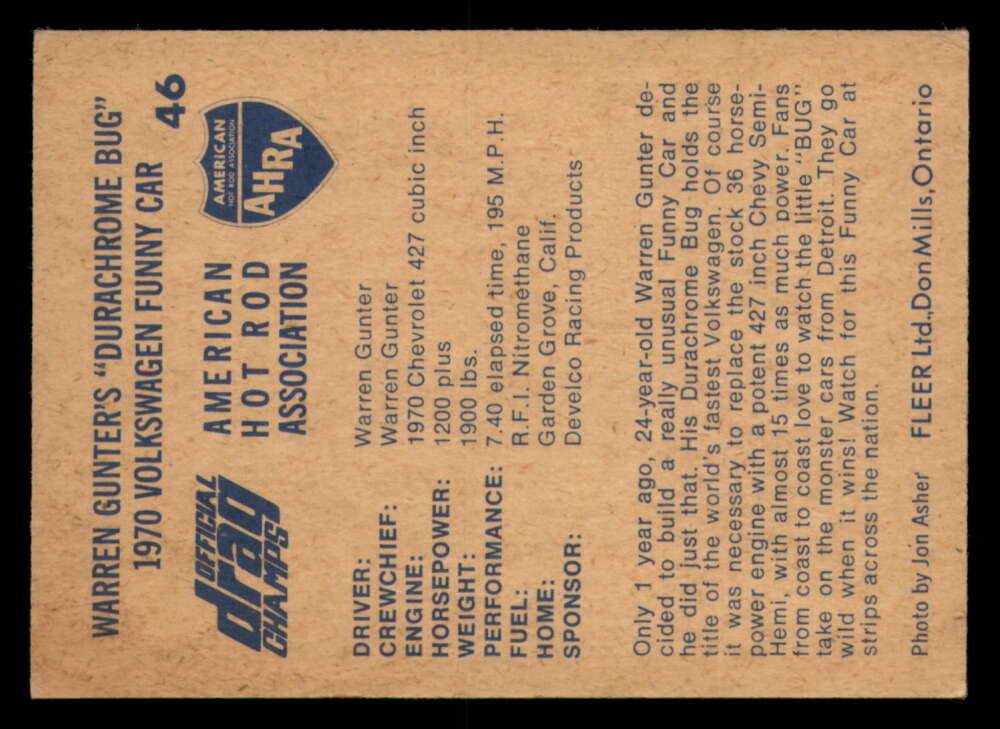 WARREN GUNTER'S "DURACHROME BUG"
1970 VOLKSWAGEN FUNNY CAR
46
OFFICIAL
drag
CHAMPS
AMERICAN
HOT ROD
ASSOCIATION
AMERICAN
HOT ROD ASSOCIATION
AHRA
DRIVER: Warren Gunter
CREWCHIEF: Warren Gunter
ENGINE: 1970 Chevrolet 427 cubic inch
HORSEPOWER: 1200 plus
WEIGHT: 1900 lbs.
PERFORMANCE: 7.40 elapsed time, 195 M.P.H.
FUEL: R.F.I. Nitromethane
HOME: Garden Grove, Calif.
SPONSOR: Develco Racing Products
Only 1 year ago, 24-year-old Warren Gunter de-
cided to build a really unusual Funny Car and
he did just that. His Durachrome Bug holds the
title of the world's fastest Volkswagen. Of course
it was necessary to replace the stock 36 horse-
power engine with a potent 427 inch Chevy Semi-
Hemi, with almost 15 times as much power. Fans
from coast to coast love to watch the little "BUG"
take on the monster cars from Detroit. They go
wild when it wins! Watch for this Funny Car at
strips across the nation.
Photo by Jon Asher FLEER Ltd., Don Mills, Ontario